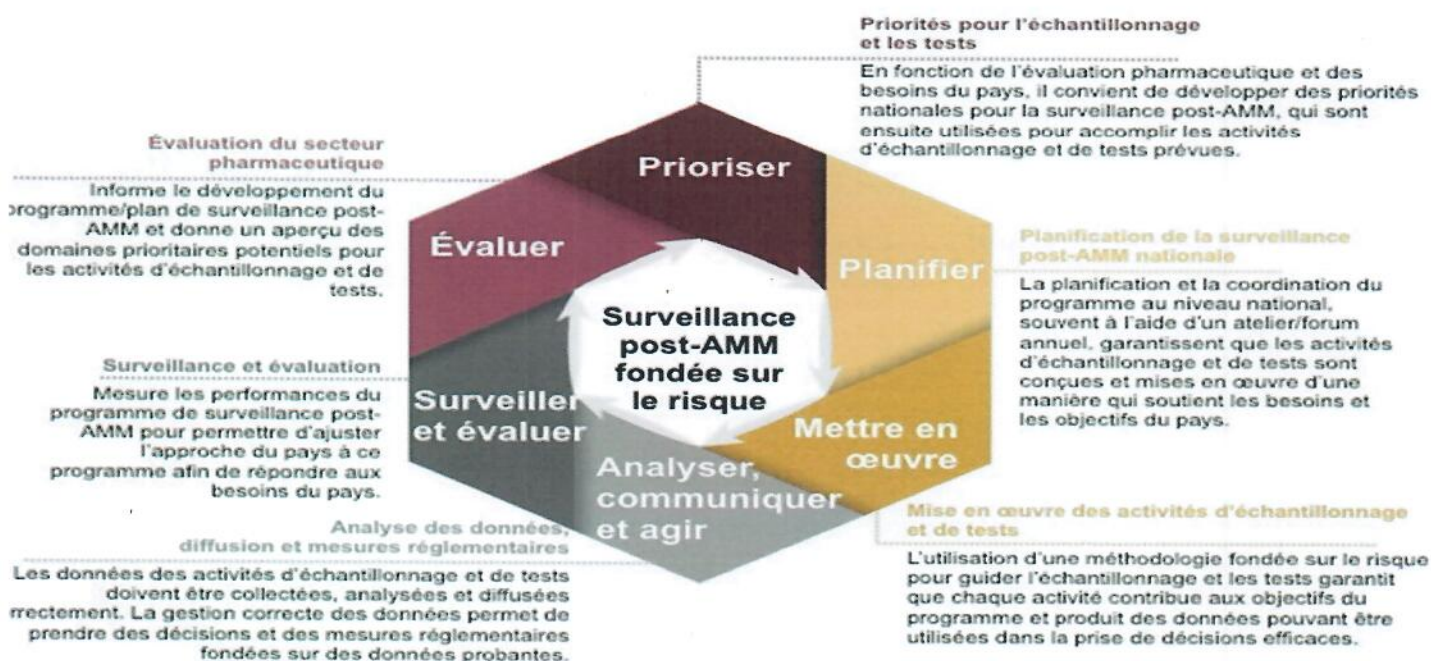 Priorités pour l'échantillonnage
et les tests
En fonction de l'évaluation pharmaceutique et des
besoins du pays, il convient de développer des priorités
nationales pour la surveillance post-AMM, qui sont
ensuite utilisées pour accomplir les activités
d'échantillonnage et de tests prévues.
Évaluation du secteur
pharmaceutique
Informe le développement du
programme/plan de surveillance post-
AMM et donne un aperçu des
domaines prioritaires potentiels pour
les activités d'échantillonnage et de
tests.
Prioriser
Évaluer
Planifier
Planification de la surveillance
post-AMM nationale
La planification et la coordination du
programme au niveau national,
souvent à l'aide d'un atelier/forum
annuel, garantissent que les activités
d'échantillonnage et de tests sont
conçues et mises en œuvre d'une
manière qui soutient les besoins et
les objectifs du pays.
Surveillance
post-AMM
fondée sur
le risque
Surveillance et évaluation
Mesure les performances du
programme de surveillance post-
AMM pour permettre d'ajuster
l'approche du pays à ce
programme afin de répondre aux
besoins du pays.
Surveiller
et évaluer
Mettre en
œuvre
Analyser,
communiquer
et agir
Analyse des données,
diffusion et mesures réglementaires
Les données des activités d'échantillonnage et de tests
doivent être collectées, analysées et diffusées
rrectement. La gestion correcte des données permet de
prendre des décisions et des mesures réglementaires
fondées sur des données probantes.
Mise en œuvre des activités d'échantillonnage
et de tests
L'utilisation d'une méthodologie fondée sur le risque
pour guider l'échantillonnage et les tests garantit
que chaque activité contribue aux objectifs du
programme et produit des données pouvant être
utilisées dans la prise de décisions efficaces.